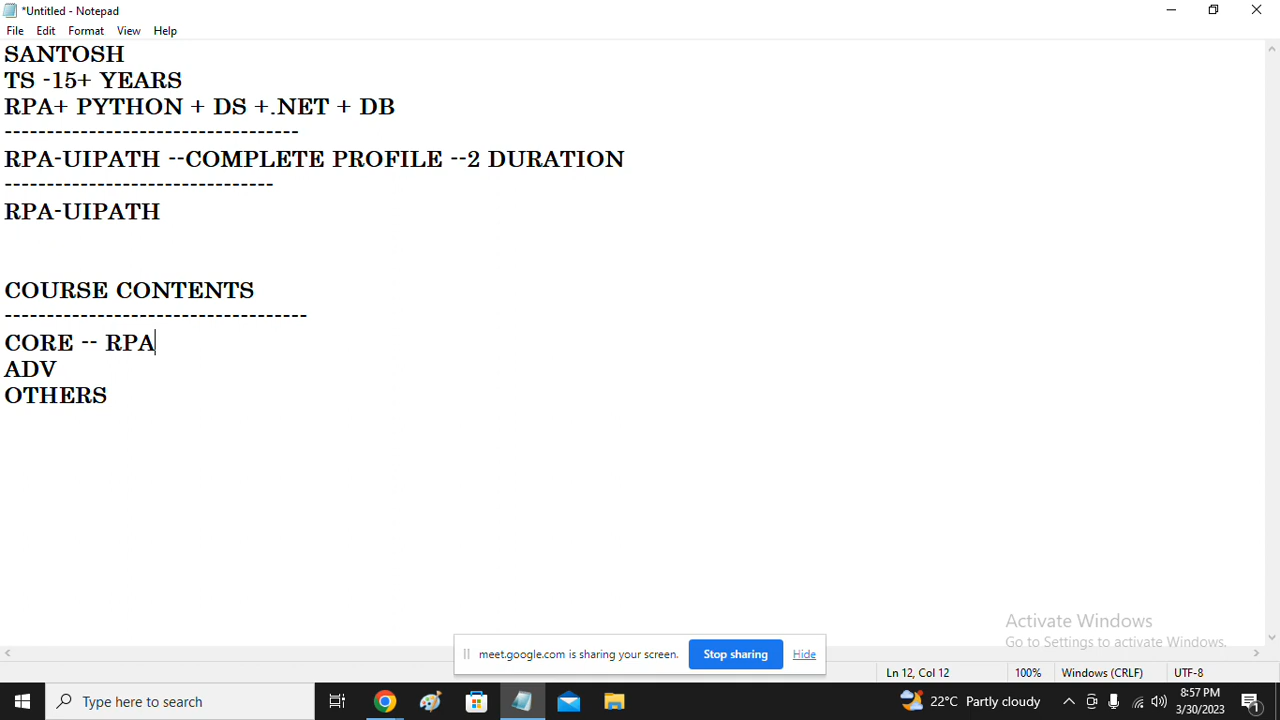 *Untitled - Notepad
File Edit Format View Help
SANTOSH
TS -15+ YEARS
RPA+ PYTHON + DS +.NET + DB
-----------------------------------
RPA-UIPATH --COMPLETE PROFILE --2 DURATION
--------------------------------
RPA-UIPATH
COURSE CONTENTS
------------------------------------
CORE -- RPA
ADV
OTHERS
Activate Windows
Go to Settings to activate Windows.
meet.google.com is sharing your screen. Stop sharing Hide
Ln 12, Col 12 100% Windows (CRLF) UTF-8
Type here to search
22°C Partly cloudy
8:57 PM
3/30/2023
1